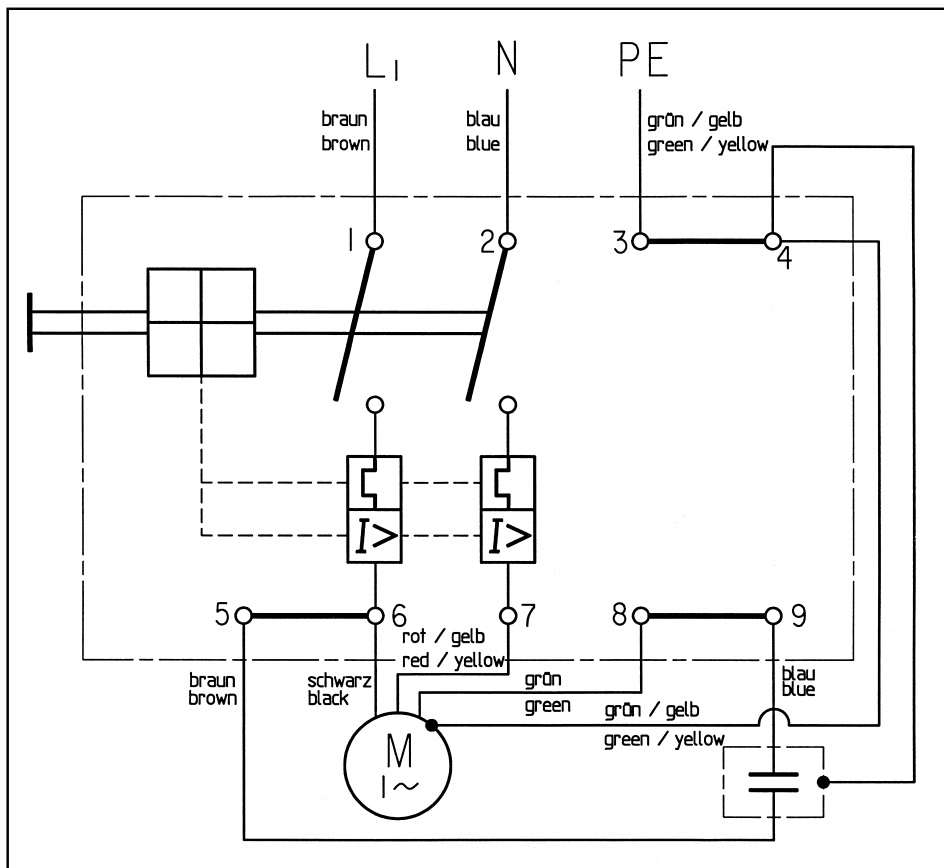 L1 N PE
braun
brown
blau
blue
grün / gelb
green / yellow
1 2 3 4
I>
I>
5 6 7 8 9
rot / gelb
red / yellow
braun
brown
schwarz
black
grün
green
blau
blue
grün / gelb
green / yellow
M
1~